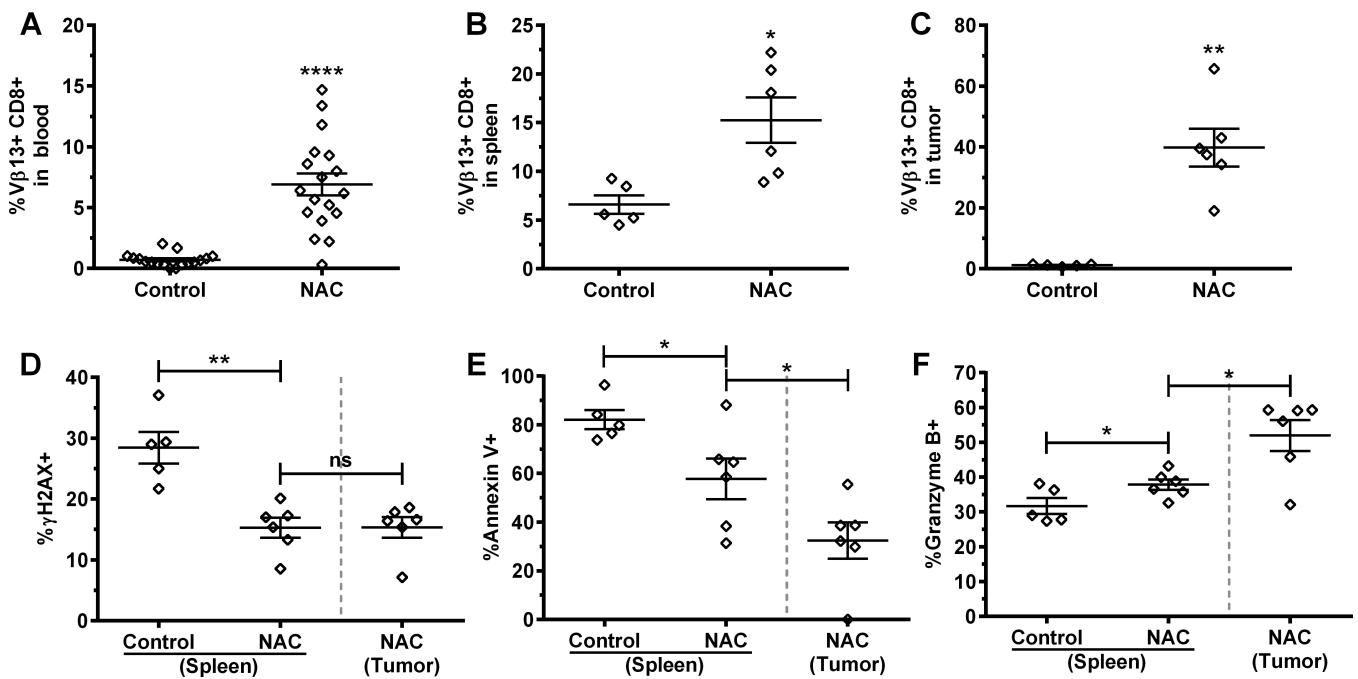 A
%Vβ13+ CD8+
in blood
20
15
10
5
0
****
Control
NAC
B
%Vβ13+ CD8+
in spleen
25
20
15
10
5
0
*
Control
NAC
C
%Vβ13+ CD8+
in tumor
80
60
40
20
0
**
Control
NAC
D
%γH2AX+
40
30
20
10
0
**
ns
Control
NAC
NAC
(Spleen)
(Tumor)
E
%Annexin V+
100
80
60
40
20
0
*
*
Control
NAC
NAC
(Spleen)
(Tumor)
F
%Granzyme B+
70
60
50
40
30
20
10
0
*
*
Control
NAC
NAC
(Spleen)
(Tumor)